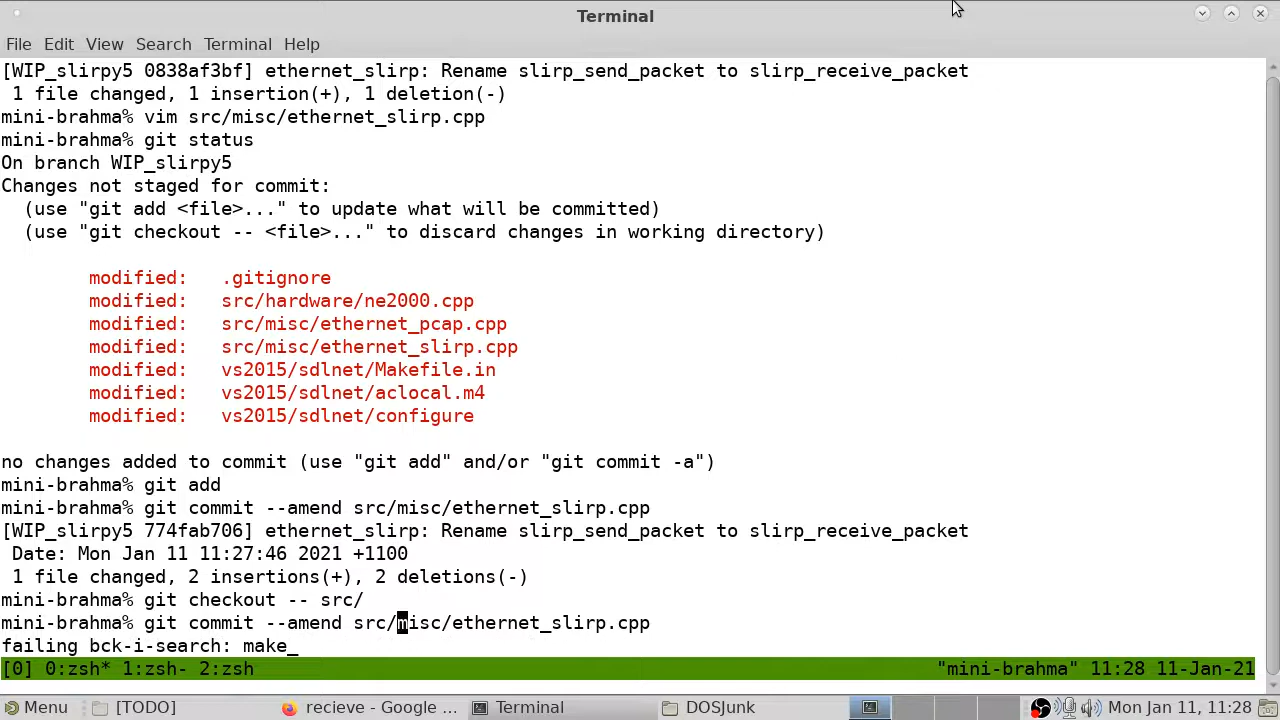 Terminal
File Edit View Search Terminal Help
[WIP_slirpy5 0838af3bf] ethernet_slirp: Rename slirp_send_packet to slirp_receive_packet
 1 file changed, 1 insertion(+), 1 deletion(-)
mini-brahma% vim src/misc/ethernet_slirp.cpp
mini-brahma% git status
On branch WIP_slirpy5
Changes not staged for commit:
  (use "git add <file>..." to update what will be committed)
  (use "git checkout -- <file>..." to discard changes in working directory)
        modified:   .gitignore
        modified:   src/hardware/ne2000.cpp
        modified:   src/misc/ethernet_pcap.cpp
        modified:   src/misc/ethernet_slirp.cpp
        modified:   vs2015/sdlnet/Makefile.in
        modified:   vs2015/sdlnet/aclocal.m4
        modified:   vs2015/sdlnet/configure
no changes added to commit (use "git add" and/or "git commit -a")
mini-brahma% git add
mini-brahma% git commit --amend src/misc/ethernet_slirp.cpp
[WIP_slirpy5 774fab706] ethernet_slirp: Rename slirp_send_packet to slirp_receive_packet
 Date: Mon Jan 11 11:27:46 2021 +1100
 1 file changed, 2 insertions(+), 2 deletions(-)
mini-brahma% git checkout -- src/
mini-brahma% git commit --amend src/misc/ethernet_slirp.cpp
failing bck-i-search: make_
[0] 0:zsh* 1:zsh- 2:zsh "mini-brahma" 11:28 11-Jan-21
Menu [TODO] recieve - Google ... Terminal DOSJunk Mon Jan 11, 11:28